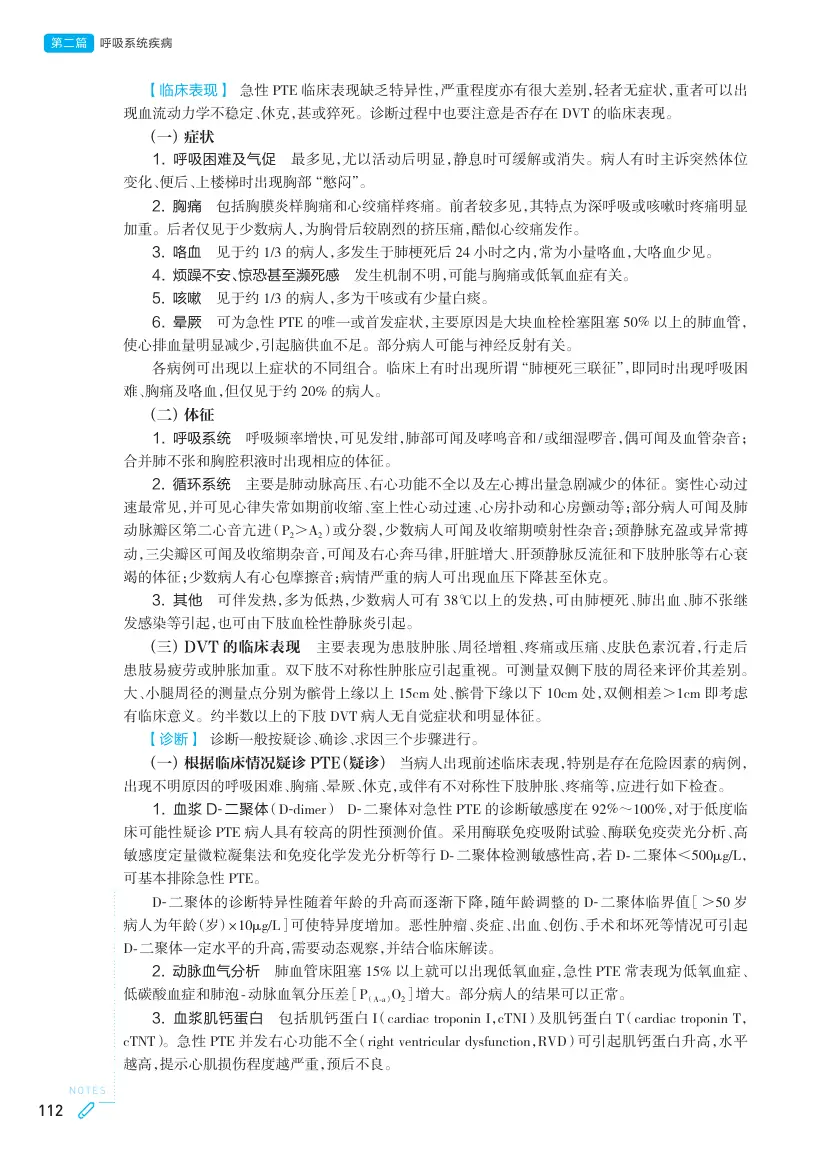 第二篇 呼吸系统疾病
【临床表现】 急性 PTE 临床表现缺乏特异性,严重程度亦有很大差别,轻者无症状,重者可以出
现血流动力学不稳定、休克,甚或猝死。诊断过程中也要注意是否存在 DVT 的临床表现。
(一) 症状
1. 呼吸困难及气促 最多见,尤以活动后明显,静息时可缓解或消失。病人有时主诉突然体位
变化、便后、上楼梯时出现胸部“憋闷”。
2. 胸痛 包括胸膜炎样胸痛和心绞痛样疼痛。前者较多见,其特点为深呼吸或咳嗽时疼痛明显
加重。后者仅见于少数病人,为胸骨后较剧烈的挤压痛,酷似心绞痛发作。
3. 咯血 见于约 1/3 的病人,多发生于肺梗死后 24 小时之内,常为小量咯血,大咯血少见。
4. 烦躁不安、惊恐甚至濒死感 发生机制不明,可能与胸痛或低氧血症有关。
5. 咳嗽 见于约 1/3 的病人,多为干咳或有少量白痰。
6. 晕厥 可为急性 PTE 的唯一或首发症状,主要原因是大块血栓栓塞阻塞 50% 以上的肺血管,
使心排血量明显减少,引起脑供血不足。部分病人可能与神经反射有关。
各病例可出现以上症状的不同组合。临床上有时出现所谓“肺梗死三联征”,即同时出现呼吸困
难、胸痛及咯血,但仅见于约 20% 的病人。
(二) 体征
1. 呼吸系统 呼吸频率增快,可见发绀,肺部可闻及哮鸣音和/或细湿啰音,偶可闻及血管杂音;
合并肺不张和胸腔积液时出现相应的体征。
2. 循环系统 主要是肺动脉高压、右心功能不全以及左心搏出量急剧减少的体征。窦性心动过
速最常见,并可见心律失常如期前收缩、室上性心动过速、心房扑动和心房颤动等;部分病人可闻及肺
动脉瓣区第二心音亢进(P₂>A₂)或分裂,少数病人可闻及收缩期喷射性杂音;颈静脉充盈或异常搏
动,三尖瓣区可闻及收缩期杂音,可闻及右心奔马律,肝脏增大、肝颈静脉反流征和下肢肿胀等右心衰
竭的体征;少数病人有心包摩擦音;病情严重的病人可出现血压下降甚至休克。
3. 其他 可伴发热,多为低热,少数病人可有 38℃以上的发热,可由肺梗死、肺出血、肺不张继
发感染等引起,也可由下肢血栓性静脉炎引起。
(三) DVT 的临床表现 主要表现为患肢肿胀、周径增粗、疼痛或压痛、皮肤色素沉着,行走后
患肢易疲劳或肿胀加重。双下肢不对称性肿胀应引起重视。可测量双侧下肢的周径来评价其差别。
大、小腿周径的测量点分别为髌骨上缘以上 15cm 处、髌骨下缘以下 10cm 处,双侧相差>1cm 即考虑
有临床意义。约半数以上的下肢 DVT 病人无自觉症状和明显体征。
【诊断】 诊断一般按疑诊、确诊、求因三个步骤进行。
(一) 根据临床情况疑诊 PTE(疑诊) 当病人出现前述临床表现,特别是存在危险因素的病例,
出现不明原因的呼吸困难、胸痛、晕厥、休克,或伴有不对称性下肢肿胀、疼痛等,应进行如下检查。
1. 血浆 D-二聚体(D-dimer) D-二聚体对急性 PTE 的诊断敏感度在 92%~100%,对于低度临
床可能性疑诊 PTE 病人具有较高的阴性预测价值。采用酶联免疫吸附试验、酶联免疫荧光分析、高
敏感度定量微粒凝集法和免疫化学发光分析等行 D-二聚体检测敏感性高,若 D-二聚体<500μg/L,
可基本排除急性 PTE。
D-二聚体的诊断特异性随着年龄的升高而逐渐下降,随年龄调整的 D-二聚体临界值[>50 岁
病人为年龄(岁)×10μg/L]可使特异度增加。恶性肿瘤、炎症、出血、创伤、手术和坏死等情况可引起
D-二聚体一定水平的升高,需要动态观察,并结合临床解读。
2. 动脉血气分析 肺血管床阻塞 15% 以上就可以出现低氧血症,急性 PTE 常表现为低氧血症、
低碳酸血症和肺泡-动脉血氧分压差[P₍A-a₎O₂]增大。部分病人的结果可以正常。
3. 血浆肌钙蛋白 包括肌钙蛋白 I(cardiac troponin I,cTNI)及肌钙蛋白 T(cardiac troponin T,
cTNT)。急性 PTE 并发右心功能不全(right ventricular dysfunction,RVD)可引起肌钙蛋白升高,水平
越高,提示心肌损伤程度越严重,预后不良。
NOTES
112